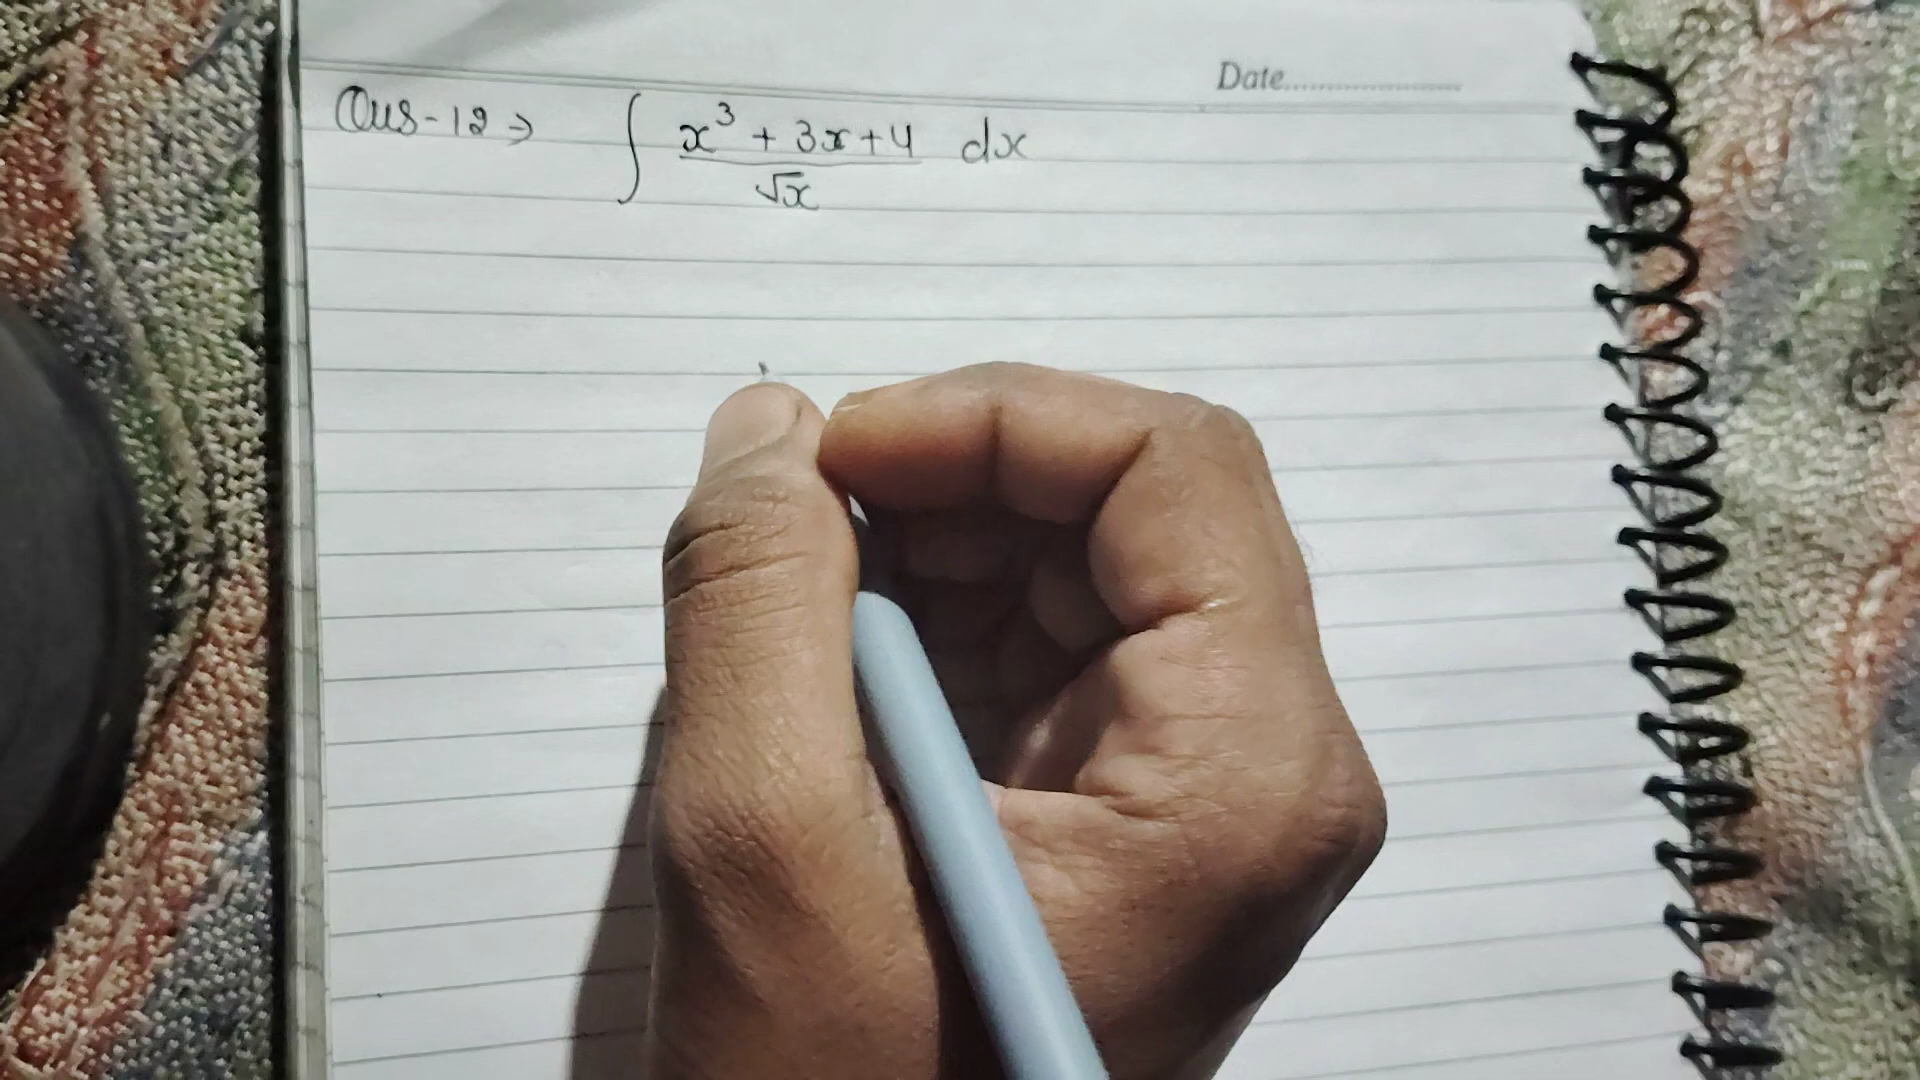 Date......................
Ques-12 → ∫ x³ + 3x + 4 / √x dx